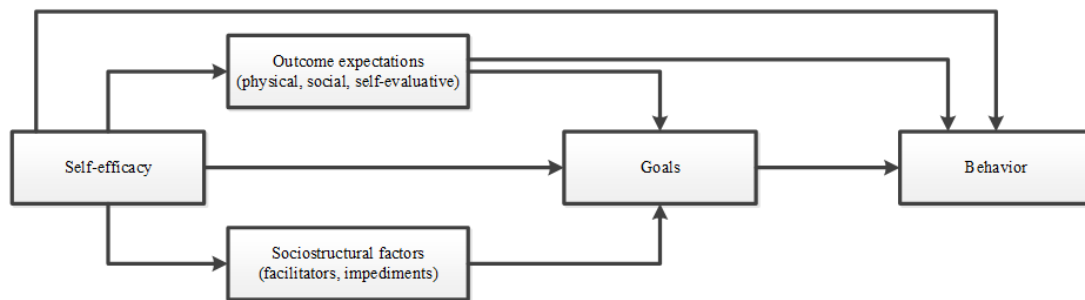 Outcome expectations
(physical, social, self-evaluative)
Self-efficacy
Goals
Behavior
Sociostructural factors
(facilitators, impediments)